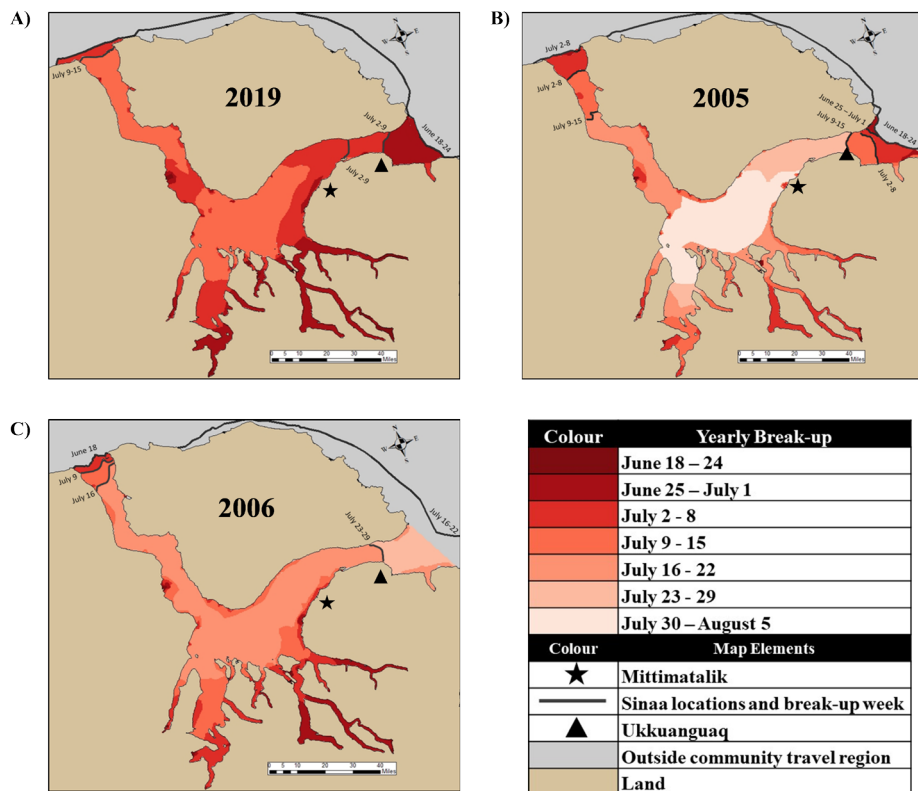 A)
2019
July 9-15
July 2-9
June 18-24
July 2-9
N
E
S
W
0 5 10 20 30 40
Miles
B)
2005
July 2-8
July 2-8
July 9-15
June 25 – July 1
July 9-15
June 18-24
July 2-8
N
E
S
W
0 5 10 20 30 40
Miles
C)
2006
June 18
July 9
July 16
July 23-29
July 16-22
N
E
S
W
0 5 10 20 30 40
Miles
Colour Yearly Break-up
June 18 – 24
June 25 – July 1
July 2 - 8
July 9 - 15
July 16 - 22
July 23 - 29
July 30 – August 5
Colour Map Elements
Mittimatalik
Sinaa locations and break-up week
Ukkuanguaq
Outside community travel region
Land